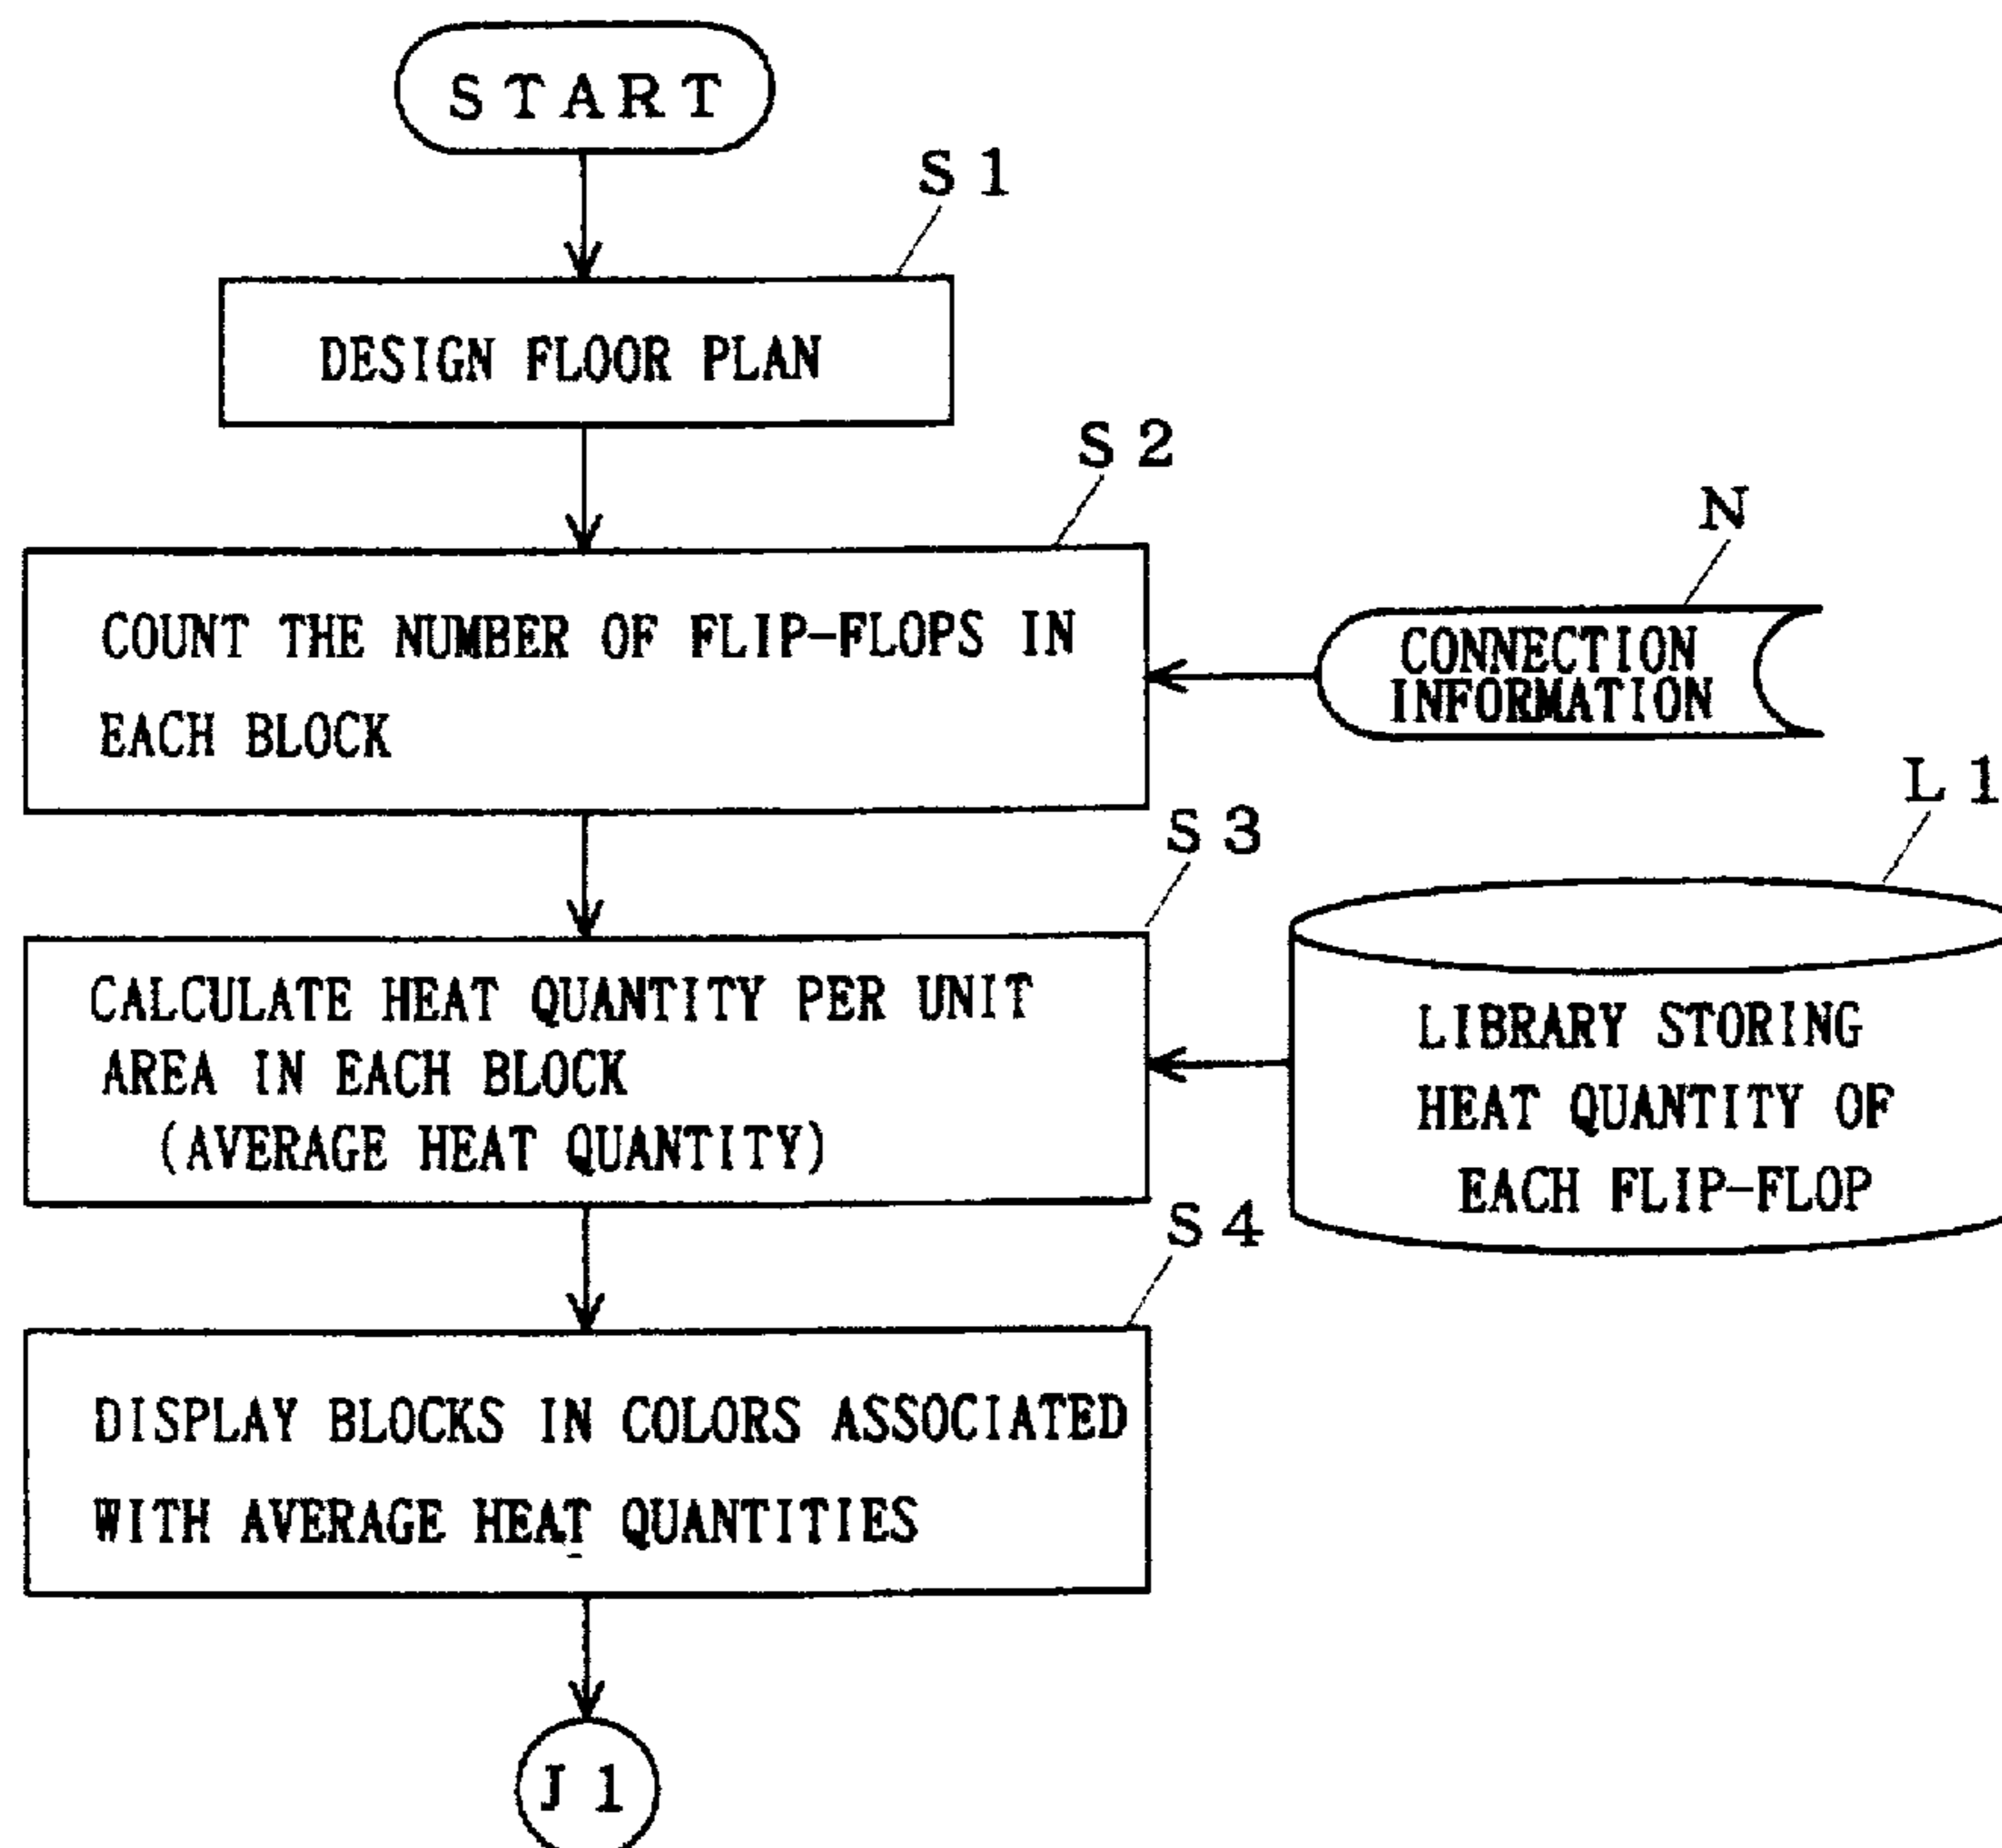 START
S1
DESIGN FLOOR PLAN
S2
COUNT THE NUMBER OF FLIP-FLOPS IN
EACH BLOCK
N
CONNECTION
INFORMATION
S3
CALCULATE HEAT QUANTITY PER UNIT
AREA IN EACH BLOCK
(AVERAGE HEAT QUANTITY)
L1
LIBRARY STORING
HEAT QUANTITY OF
EACH FLIP-FLOP
S4
DISPLAY BLOCKS IN COLORS ASSOCIATED
WITH AVERAGE HEAT QUANTITIES
J1